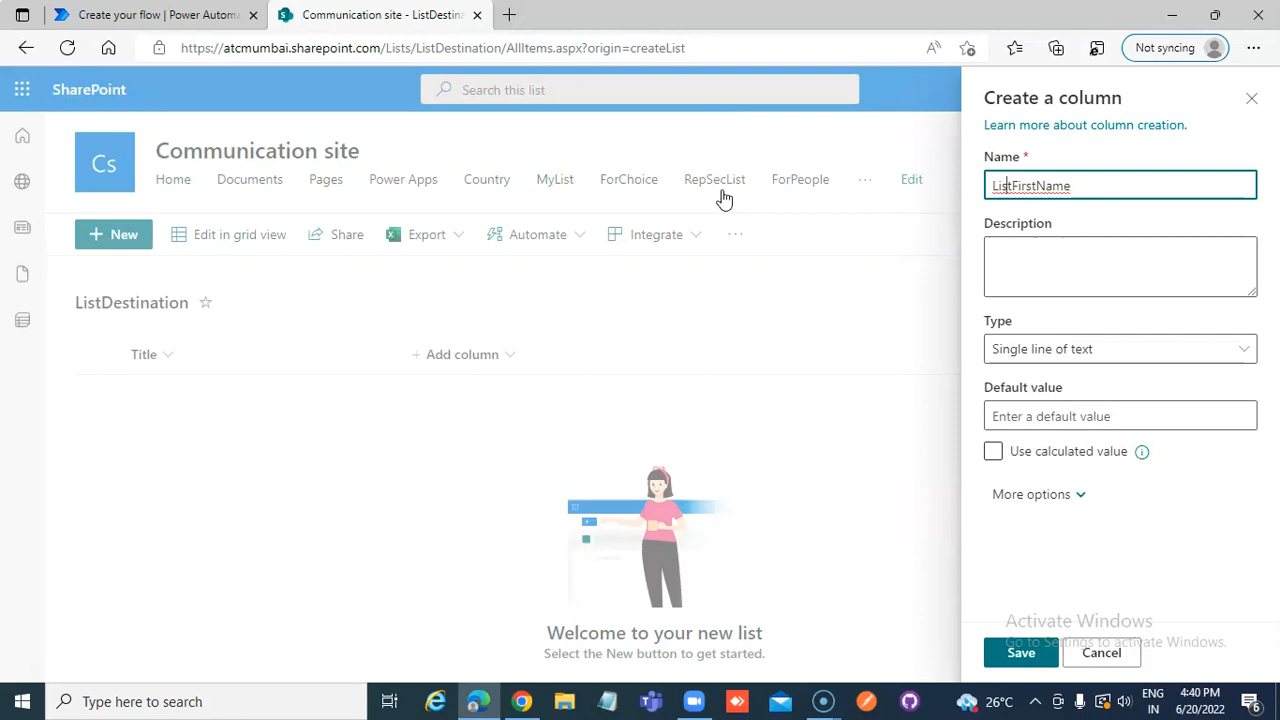 Create your flow | Power Automa
Communication site - ListDestina
https://atcmumbai.sharepoint.com/Lists/ListDestination/AllItems.aspx?origin=createList
Not syncing
SharePoint
Search this list
Create a column
Learn more about column creation.
Cs
Communication site
Home Documents Pages Power Apps Country MyList ForChoice RepSecList ForPeople ... Edit
Name *
ListFirstName
+ New Edit in grid view Share Export Automate Integrate ...
Description
ListDestination
Type
Single line of text
Title + Add column
Default value
Enter a default value
Use calculated value
More options
Welcome to your new list
Select the New button to get started.
Activate Windows
Go to Settings to activate Windows.
Save Cancel
Type here to search
26°C
ENG
IN
4:40 PM
6/20/2022
6